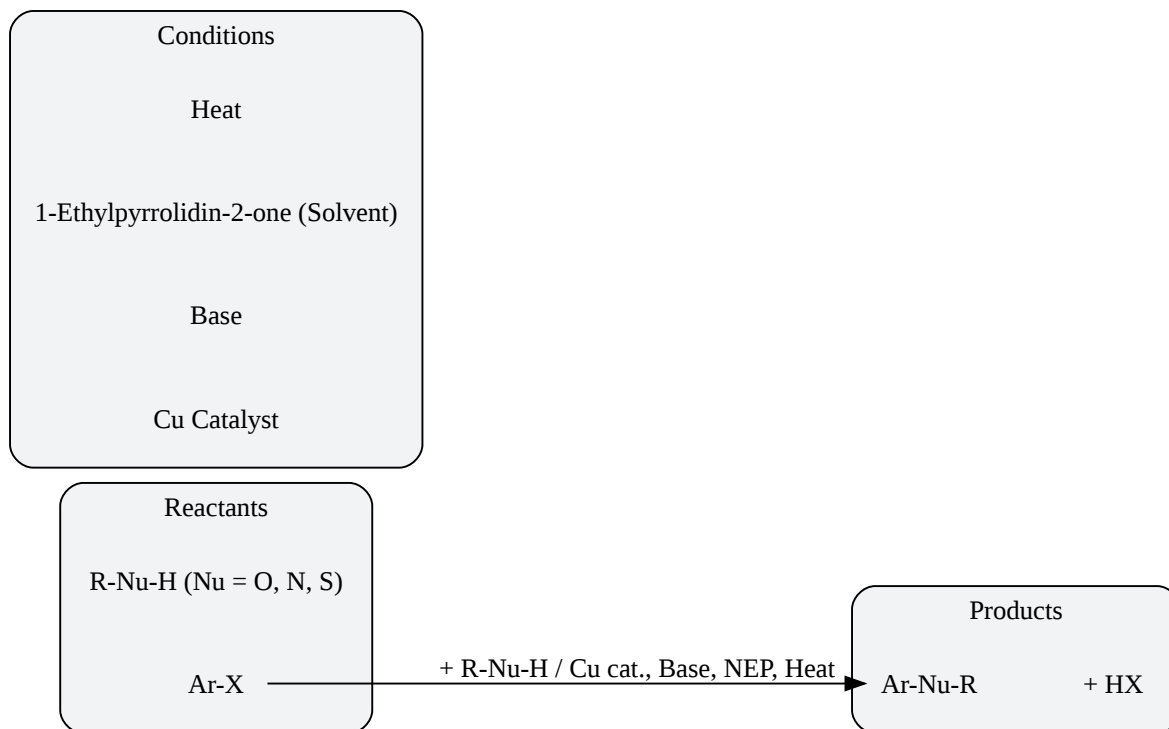 Conditions
Heat
1-Ethylpyrrolidin-2-one (Solvent)
Base
Cu Catalyst
Reactants
R-Nu-H (Nu = O, N, S)
Ar-X
+ R-Nu-H / Cu cat., Base, NEP, Heat
Products
Ar-Nu-R
+ HX